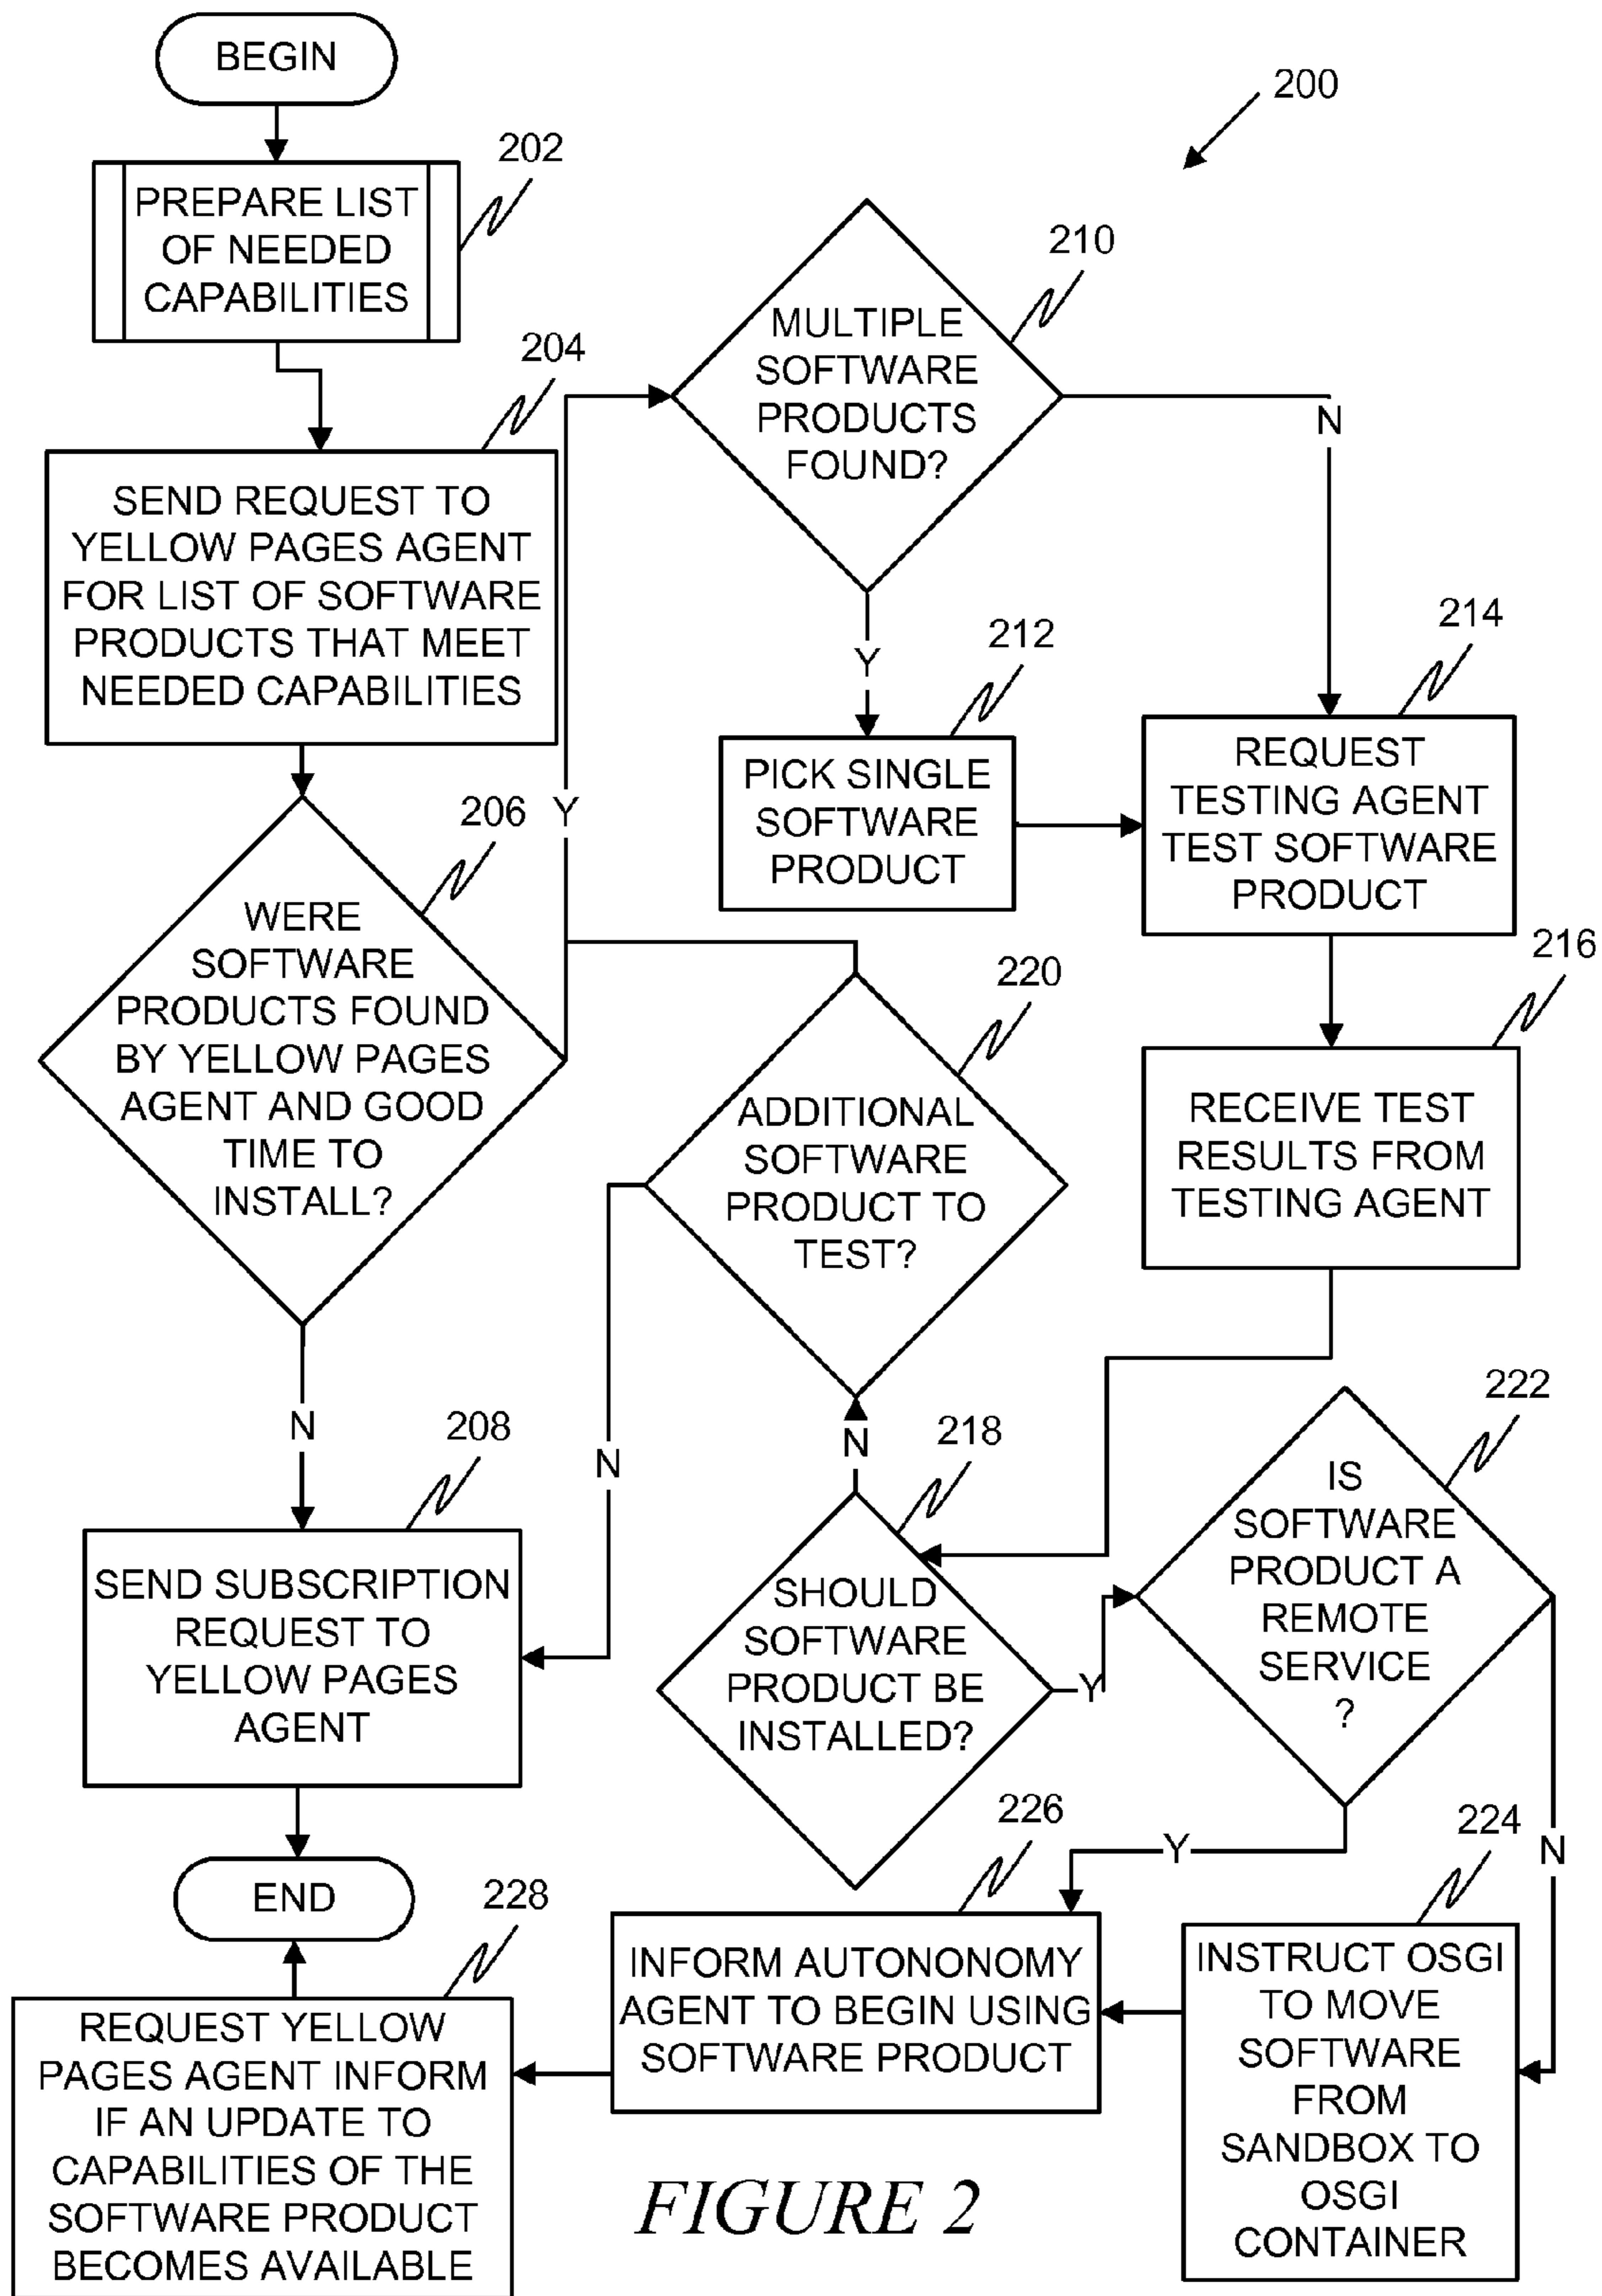 BEGIN
200
202
PREPARE LIST
OF NEEDED
CAPABILITIES
204
SEND REQUEST TO
YELLOW PAGES AGENT
FOR LIST OF SOFTWARE
PRODUCTS THAT MEET
NEEDED CAPABILITIES
206
Y
WERE
SOFTWARE
PRODUCTS FOUND
BY YELLOW PAGES
AGENT AND GOOD
TIME TO
INSTALL?
N
208
SEND SUBSCRIPTION
REQUEST TO
YELLOW PAGES
AGENT
END
210
MULTIPLE
SOFTWARE
PRODUCTS
FOUND?
N
Y
212
PICK SINGLE
SOFTWARE
PRODUCT
214
REQUEST
TESTING AGENT
TEST SOFTWARE
PRODUCT
216
RECEIVE TEST
RESULTS FROM
TESTING AGENT
220
ADDITIONAL
SOFTWARE
PRODUCT TO
TEST?
N
N
218
SHOULD
SOFTWARE
PRODUCT BE
INSTALLED?
Y
222
IS
SOFTWARE
PRODUCT A
REMOTE
SERVICE
?
Y
N
224
INSTRUCT OSGI
TO MOVE
SOFTWARE
FROM
SANDBOX TO
OSGI
CONTAINER
226
INFORM AUTONONOMY
AGENT TO BEGIN USING
SOFTWARE PRODUCT
228
REQUEST YELLOW
PAGES AGENT INFORM
IF AN UPDATE TO
CAPABILITIES OF THE
SOFTWARE PRODUCT
BECOMES AVAILABLE
FIGURE 2